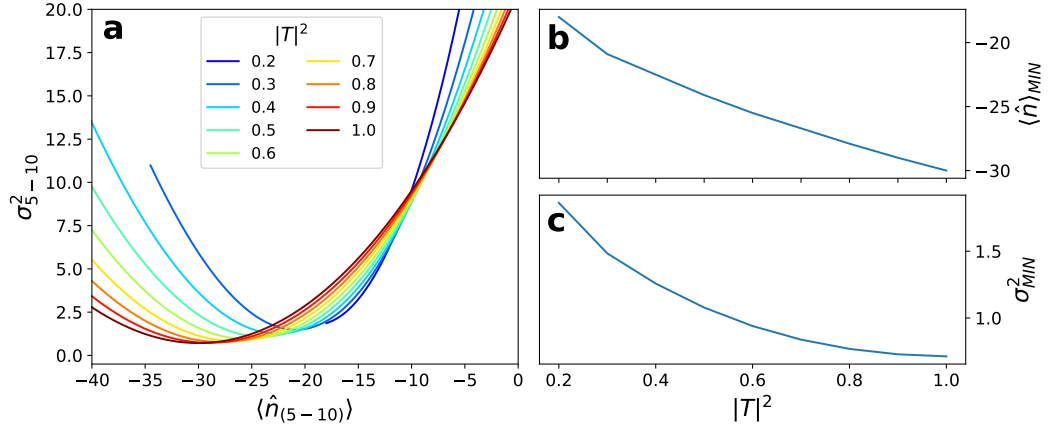 a
|T|²
0.2
0.3
0.4
0.5
0.6
0.7
0.8
0.9
1.0
20.0
17.5
15.0
12.5
10.0
7.5
5.0
2.5
0.0
σ²₅₋₁₀
−40 −35 −30 −25 −20 −15 −10 −5 0
⟨n̂₍₅₋₁₀₎⟩
b
−20
−25
−30
⟨n̂⟩MIN
c
1.5
1.0
σ²MIN
0.2 0.4 0.6 0.8 1.0
|T|²